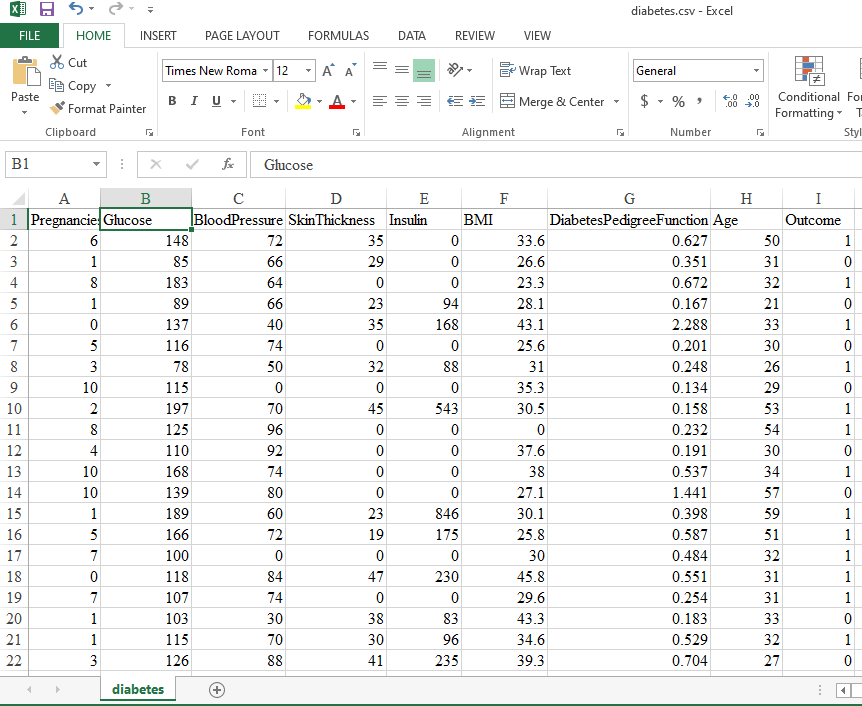 diabetes.csv - Excel
FILE HOME INSERT PAGE LAYOUT FORMULAS DATA REVIEW VIEW
Paste
Cut
Copy
Format Painter
Clipboard
Times New Roma 12
B I U
Font
Wrap Text
Merge & Center
Alignment
General
$ % ,
Number
Conditional
Formatting
B1 fx Glucose
A B C D E F G H I
1 Pregnancies Glucose BloodPressure SkinThickness Insulin BMI DiabetesPedigreeFunction Age Outcome
2 6 148 72 35 0 33.6 0.627 50 1
3 1 85 66 29 0 26.6 0.351 31 0
4 8 183 64 0 0 23.3 0.672 32 1
5 1 89 66 23 94 28.1 0.167 21 0
6 0 137 40 35 168 43.1 2.288 33 1
7 5 116 74 0 0 25.6 0.201 30 0
8 3 78 50 32 88 31 0.248 26 1
9 10 115 0 0 0 35.3 0.134 29 0
10 2 197 70 45 543 30.5 0.158 53 1
11 8 125 96 0 0 0 0.232 54 1
12 4 110 92 0 0 37.6 0.191 30 0
13 10 168 74 0 0 38 0.537 34 1
14 10 139 80 0 0 27.1 1.441 57 0
15 1 189 60 23 846 30.1 0.398 59 1
16 5 166 72 19 175 25.8 0.587 51 1
17 7 100 0 0 0 30 0.484 32 1
18 0 118 84 47 230 45.8 0.551 31 1
19 7 107 74 0 0 29.6 0.254 31 1
20 1 103 30 38 83 43.3 0.183 33 0
21 1 115 70 30 96 34.6 0.529 32 1
22 3 126 88 41 235 39.3 0.704 27 0
diabetes